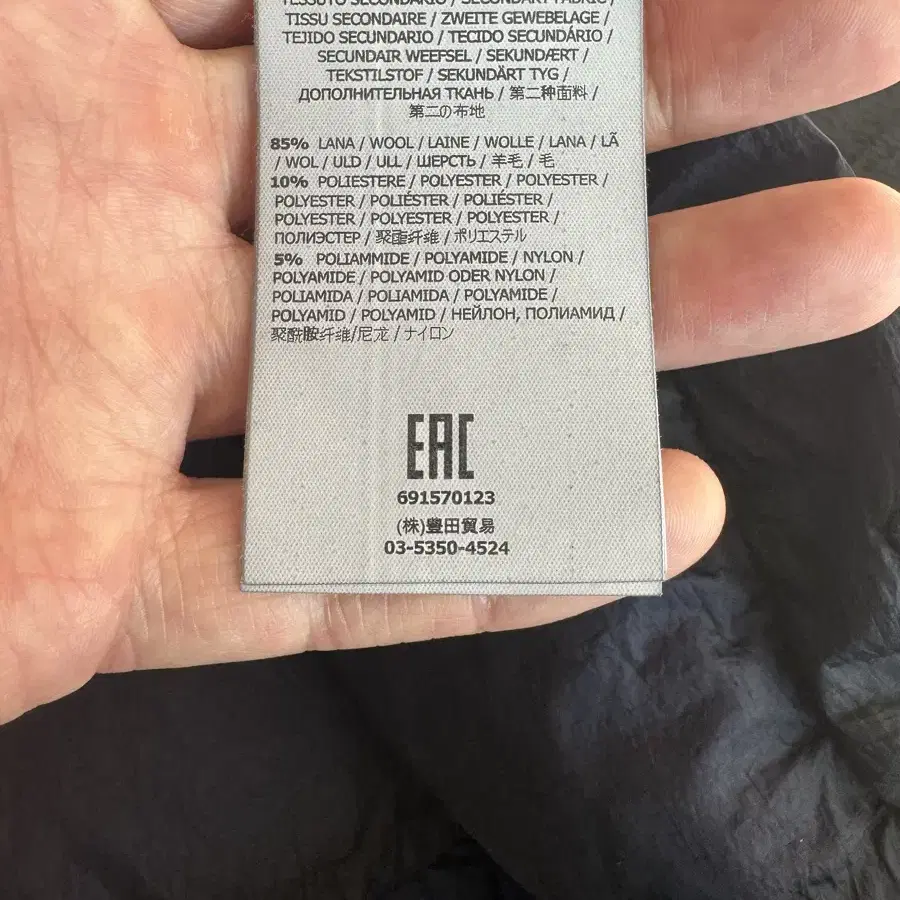 TESSUTO SECONDARIO / SECONDARY FABRIC /
TISSU SECONDAIRE / ZWEITE GEWEBELAGE /
TEJIDO SECUNDARIO / TECIDO SECUNDÁRIO /
SECUNDAIR WEEFSEL / SEKUNDÆRT /
TEKSTILSTOF / SEKUNDÄRT TYG /
ДОПОЛНИТЕЛЬНАЯ ТКАНЬ / 第二种面料 /
第二の布地
85% LANA / WOOL / LAINE / WOLLE / LANA / LÃ
/ WOL / ULD / ULL / ШЕРСТЬ / 羊毛 / 毛
10% POLIESTERE / POLYESTER / POLYESTER /
POLYESTER / POLIÉSTER / POLIÉSTER /
POLYESTER / POLYESTER / POLYESTER /
ПОЛИЭСТЕР / 聚酯纤维 / ポリエステル
5% POLIAMMIDE / POLYAMIDE / NYLON /
POLYAMIDE / POLYAMID ODER NYLON /
POLIAMIDA / POLIAMIDA / POLYAMIDE /
POLYAMID / POLYAMID / НЕЙЛОН, ПОЛИАМИД /
聚酰胺纤维/尼龙 / ナイロン
EAC
691570123
(株)豊田貿易
03-5350-4524